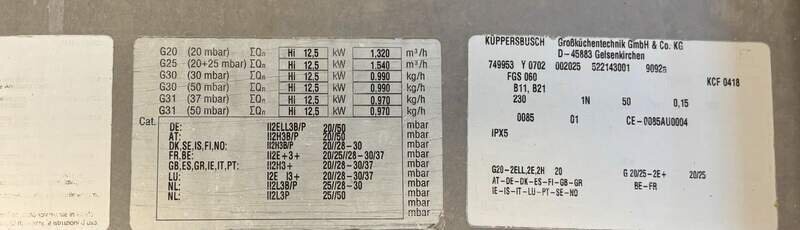 G20 (20 mbar) ΣQn Hi 12,5 kW 1.320 m³/h
G25 (20+25 mbar) ΣQn Hi 12,5 kW 1.540 m³/h
G30 (30 mbar) ΣQn Hi 12,5 kW 0.990 kg/h
G30 (50 mbar) ΣQn Hi 12,5 kW 0.990 kg/h
G31 (37 mbar) ΣQn Hi 12,5 kW 0.970 kg/h
G31 (50 mbar) ΣQn Hi 12,5 kW 0.970 kg/h
Cat.
DE: II2ELL3B/P 20//50 mbar
AT: II2H3B/P 20//50 mbar
DK,SE,IS,FI,NO: II2H3B/P 20//28-30 mbar
FR,BE: II2E+3+ 20/25//28-30/37 mbar
GB,ES,GR,IE,IT,PT: II2H3+ 20//28-30/37 mbar
LU: I2E I3+ 20//28-30/37 mbar
NL: II2L3B/P 25//28-30 mbar
NL: II2L3P 25//50 mbar
mbar
KÜPPERSBUSCH Großküchentechnik GmbH & Co. KG
D-45883 Gelsenkirchen
749953 Y 0702 002025 522143001 9092n
FGS 060 KCF 0418
B11, B21
230 1N 50 0,15
0085 01 CE-0085AU0004
IPX5
G20-2ELL,2E,2H 20 G 20/25-2E+ 20/25
AT-DE-DK-ES-FI-GB-GR BE-FR
IE-IS-IT-LU-PT-SE-NO